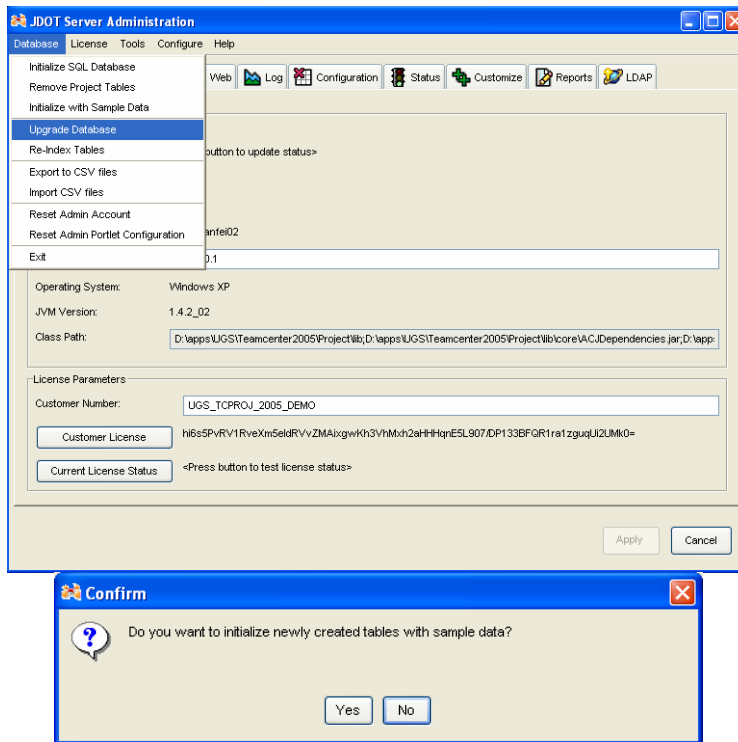 JDOT Server Administration
Database License Tools Configure Help
Initialize SQL Database
Remove Project Tables
Initialize with Sample Data
Upgrade Database
Re-Index Tables
Export to CSV files
Import CSV files
Reset Admin Account
Reset Admin Portlet Configuration
Exit
Web Log Configuration Status Customize Reports LDAP
button to update status>
anfei02
0.1
Operating System: Windows XP
JVM Version: 1.4.2_02
Class Path: D:\apps\UGS\Teamcenter2005\Project\lib;D:\apps\UGS\Teamcenter2005\Project\lib\core\ACJDependencies.jar;D:\app
License Parameters
Customer Number: UGS_TCPROJ_2005_DEMO
Customer License
Current License Status <Press button to test license status>
Apply Cancel
Confirm
Do you want to initialize newly created tables with sample data?
Yes No